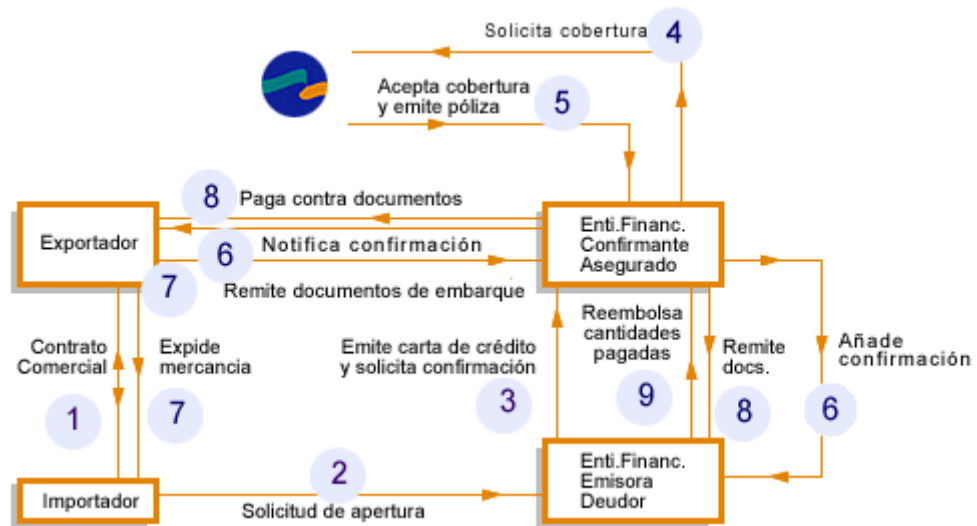 Solicita cobertura
4
Acepta cobertura
y emite póliza
5
8
Paga contra documentos
Exportador
Enti.Financ.
Confirmante
Asegurado
6
Notifica confirmación
7
Remite documentos de embarque
Contrato
Comercial
Expide
mercancia
Emite carta de crédito
y solicita confirmación
Reembolsa
cantidades
pagadas
Remite
docs.
Añade
confirmación
1
7
3
9
8
6
Importador
2
Solicitud de apertura
Enti.Financ.
Emisora
Deudor